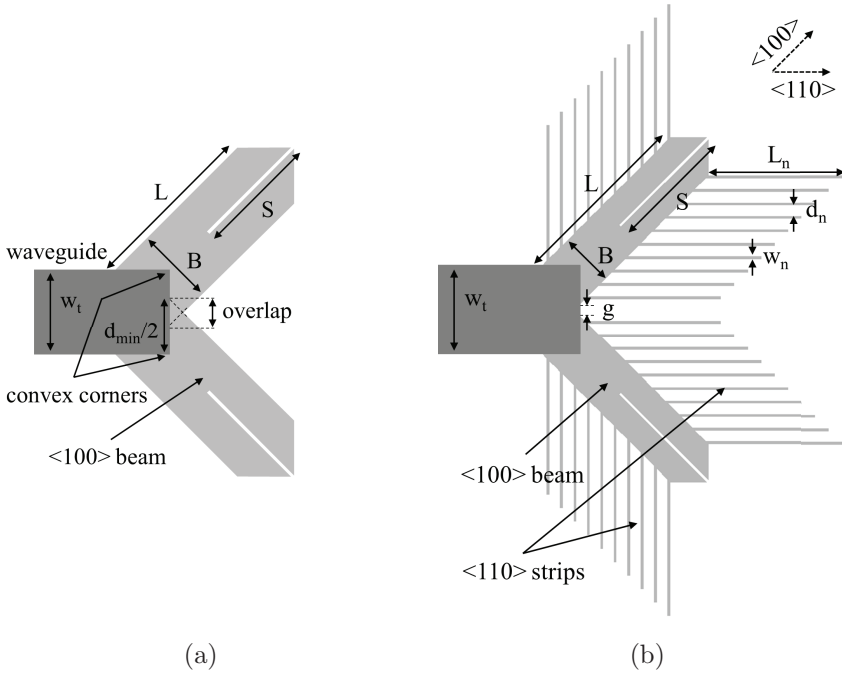 L
S
B
waveguide
w_t
d_min/2
overlap
convex corners
<100> beam
(a)
<100>
<110>
L
L_n
S
d_n
B
w_n
w_t
g
<100> beam
<110> strips
(b)